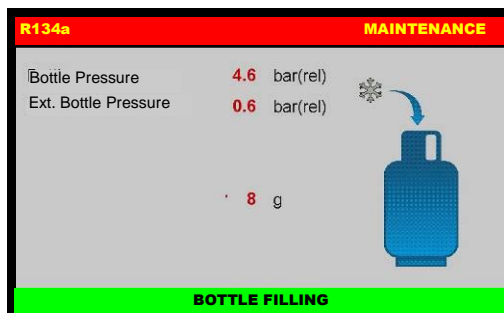 R134a MAINTENANCE
Bottle Pressure 4.6 bar(rel)
Ext. Bottle Pressure 0.6 bar(rel)
8 g
BOTTLE FILLING